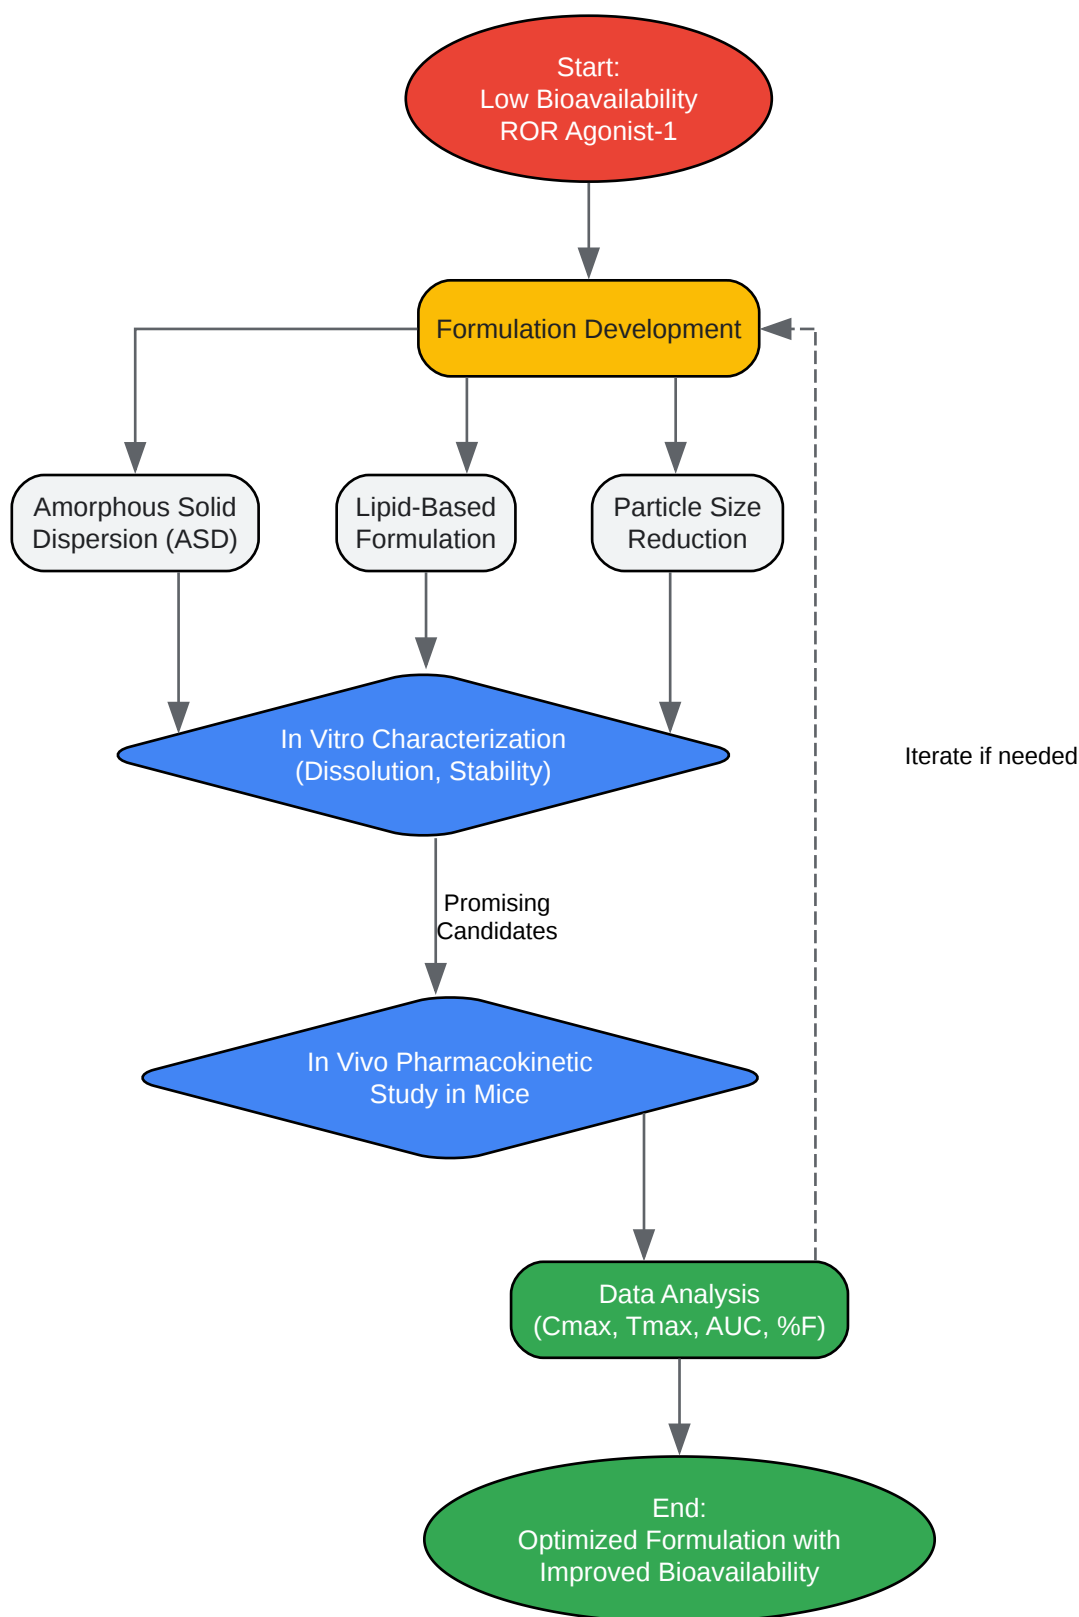 Start:
Low Bioavailability
ROR Agonist-1
Formulation Development
Amorphous Solid
Dispersion (ASD)
Lipid-Based
Formulation
Particle Size
Reduction
In Vitro Characterization
(Dissolution, Stability)
Iterate if needed
Promising
Candidates
In Vivo Pharmacokinetic
Study in Mice
Data Analysis
(Cmax, Tmax, AUC, %F)
End:
Optimized Formulation with
Improved Bioavailability